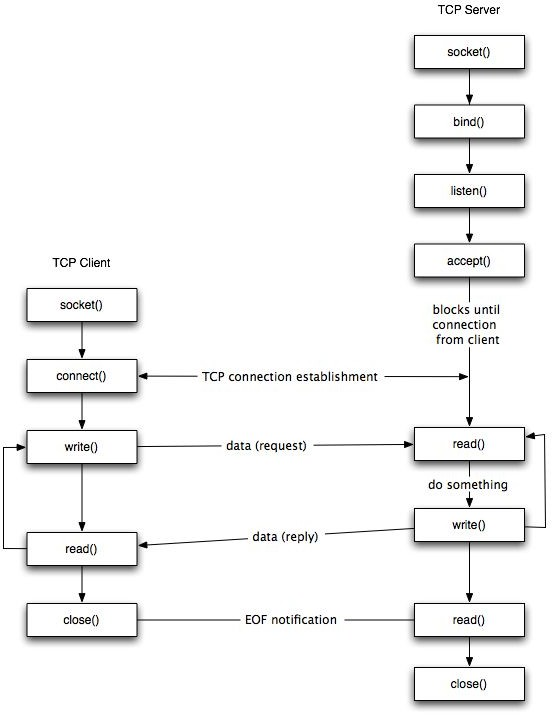 TCP Server
socket()
bind()
listen()
accept()
blocks until
connection
from client
TCP Client
socket()
connect()
TCP connection establishment
write()
data (request)
read()
do something
write()
data (reply)
read()
close()
EOF notification
read()
close()